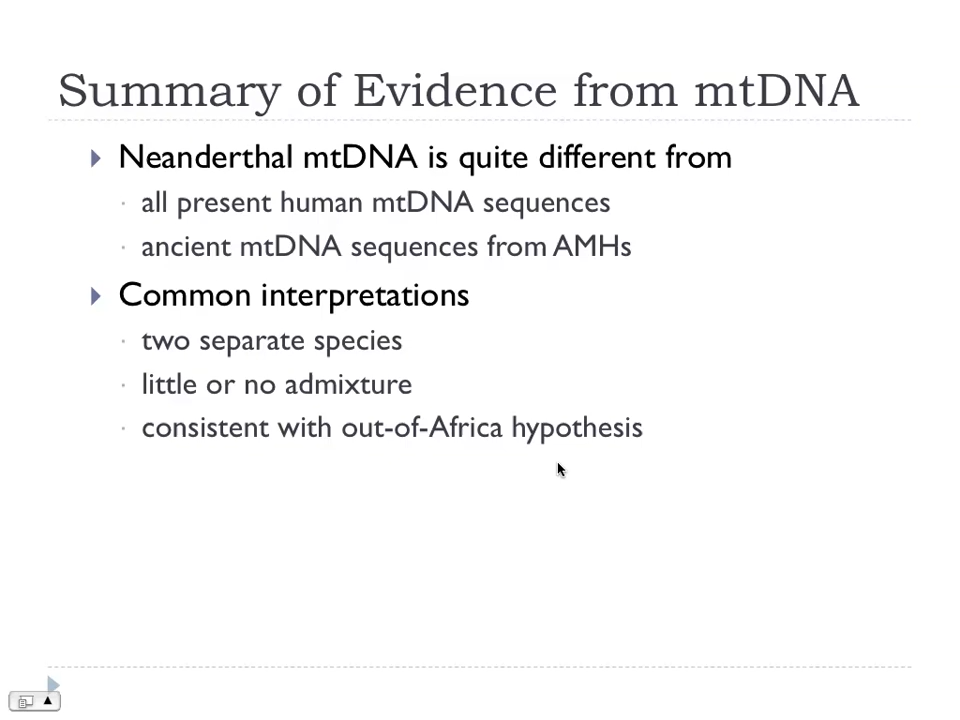 Summary of Evidence from mtDNA
Neanderthal mtDNA is quite different from
all present human mtDNA sequences
ancient mtDNA sequences from AMHs
Common interpretations
two separate species
little or no admixture
consistent with out-of-Africa hypothesis